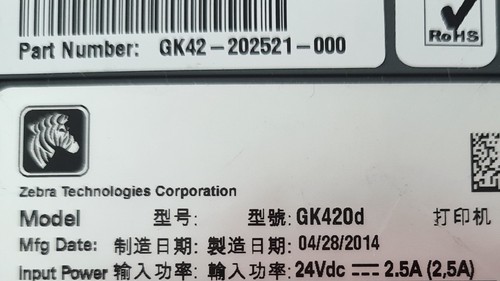 Part Number: GK42-202521-000
RoHS
Zebra Technologies Corporation
Model 型号: 型號: GK420d 打印机
Mfg Date: 制造日期: 製造日期: 04/28/2014
Input Power 输入功率: 輸入功率: 24Vdc ⎓ 2.5A (2,5A)